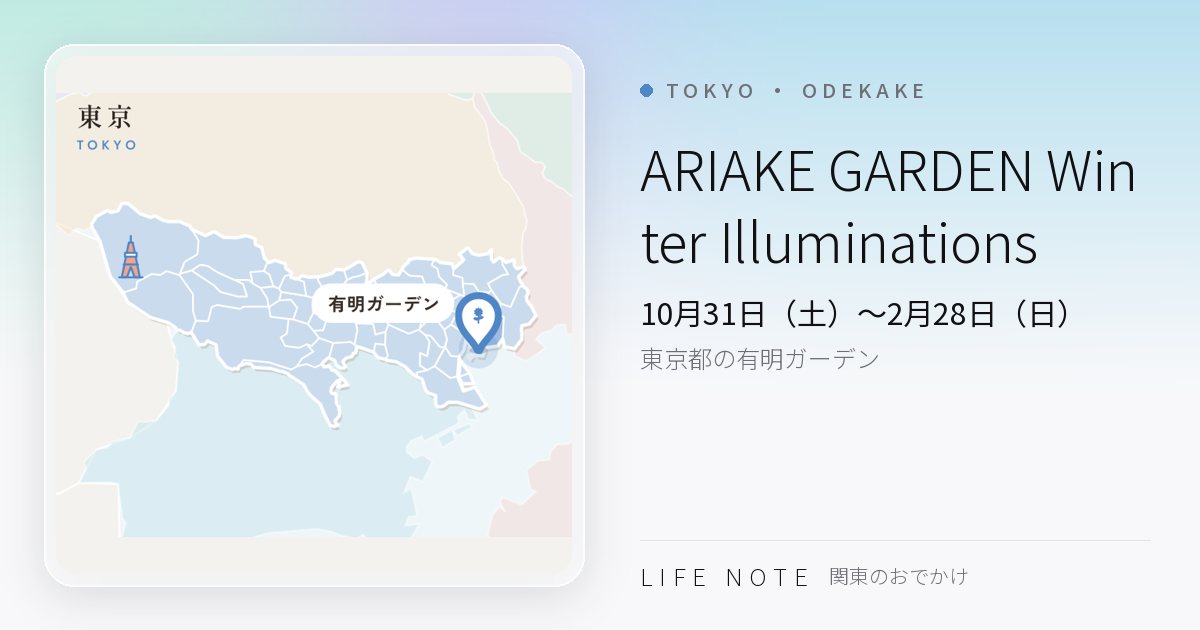 東京
TOKYO
有明ガーデン
TOKYO • ODEKAKE
ARIAKE GARDEN Win
ter Illuminations
10月31日（土）〜2月28日（日）
東京都の有明ガーデン
LIFE NOTE 関東のおでかけ